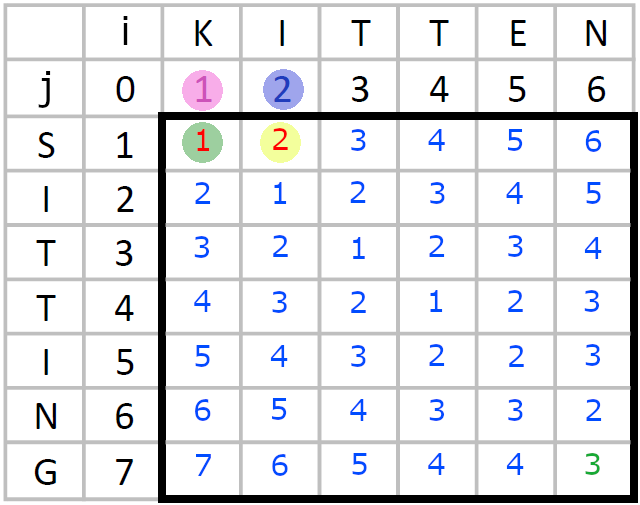 i K I T T E N
j 0 1 2 3 4 5 6
S 1 1 2 3 4 5 6
I 2 2 1 2 3 4 5
T 3 3 2 1 2 3 4
T 4 4 3 2 1 2 3
I 5 5 4 3 2 2 3
N 6 6 5 4 3 3 2
G 7 7 6 5 4 4 3